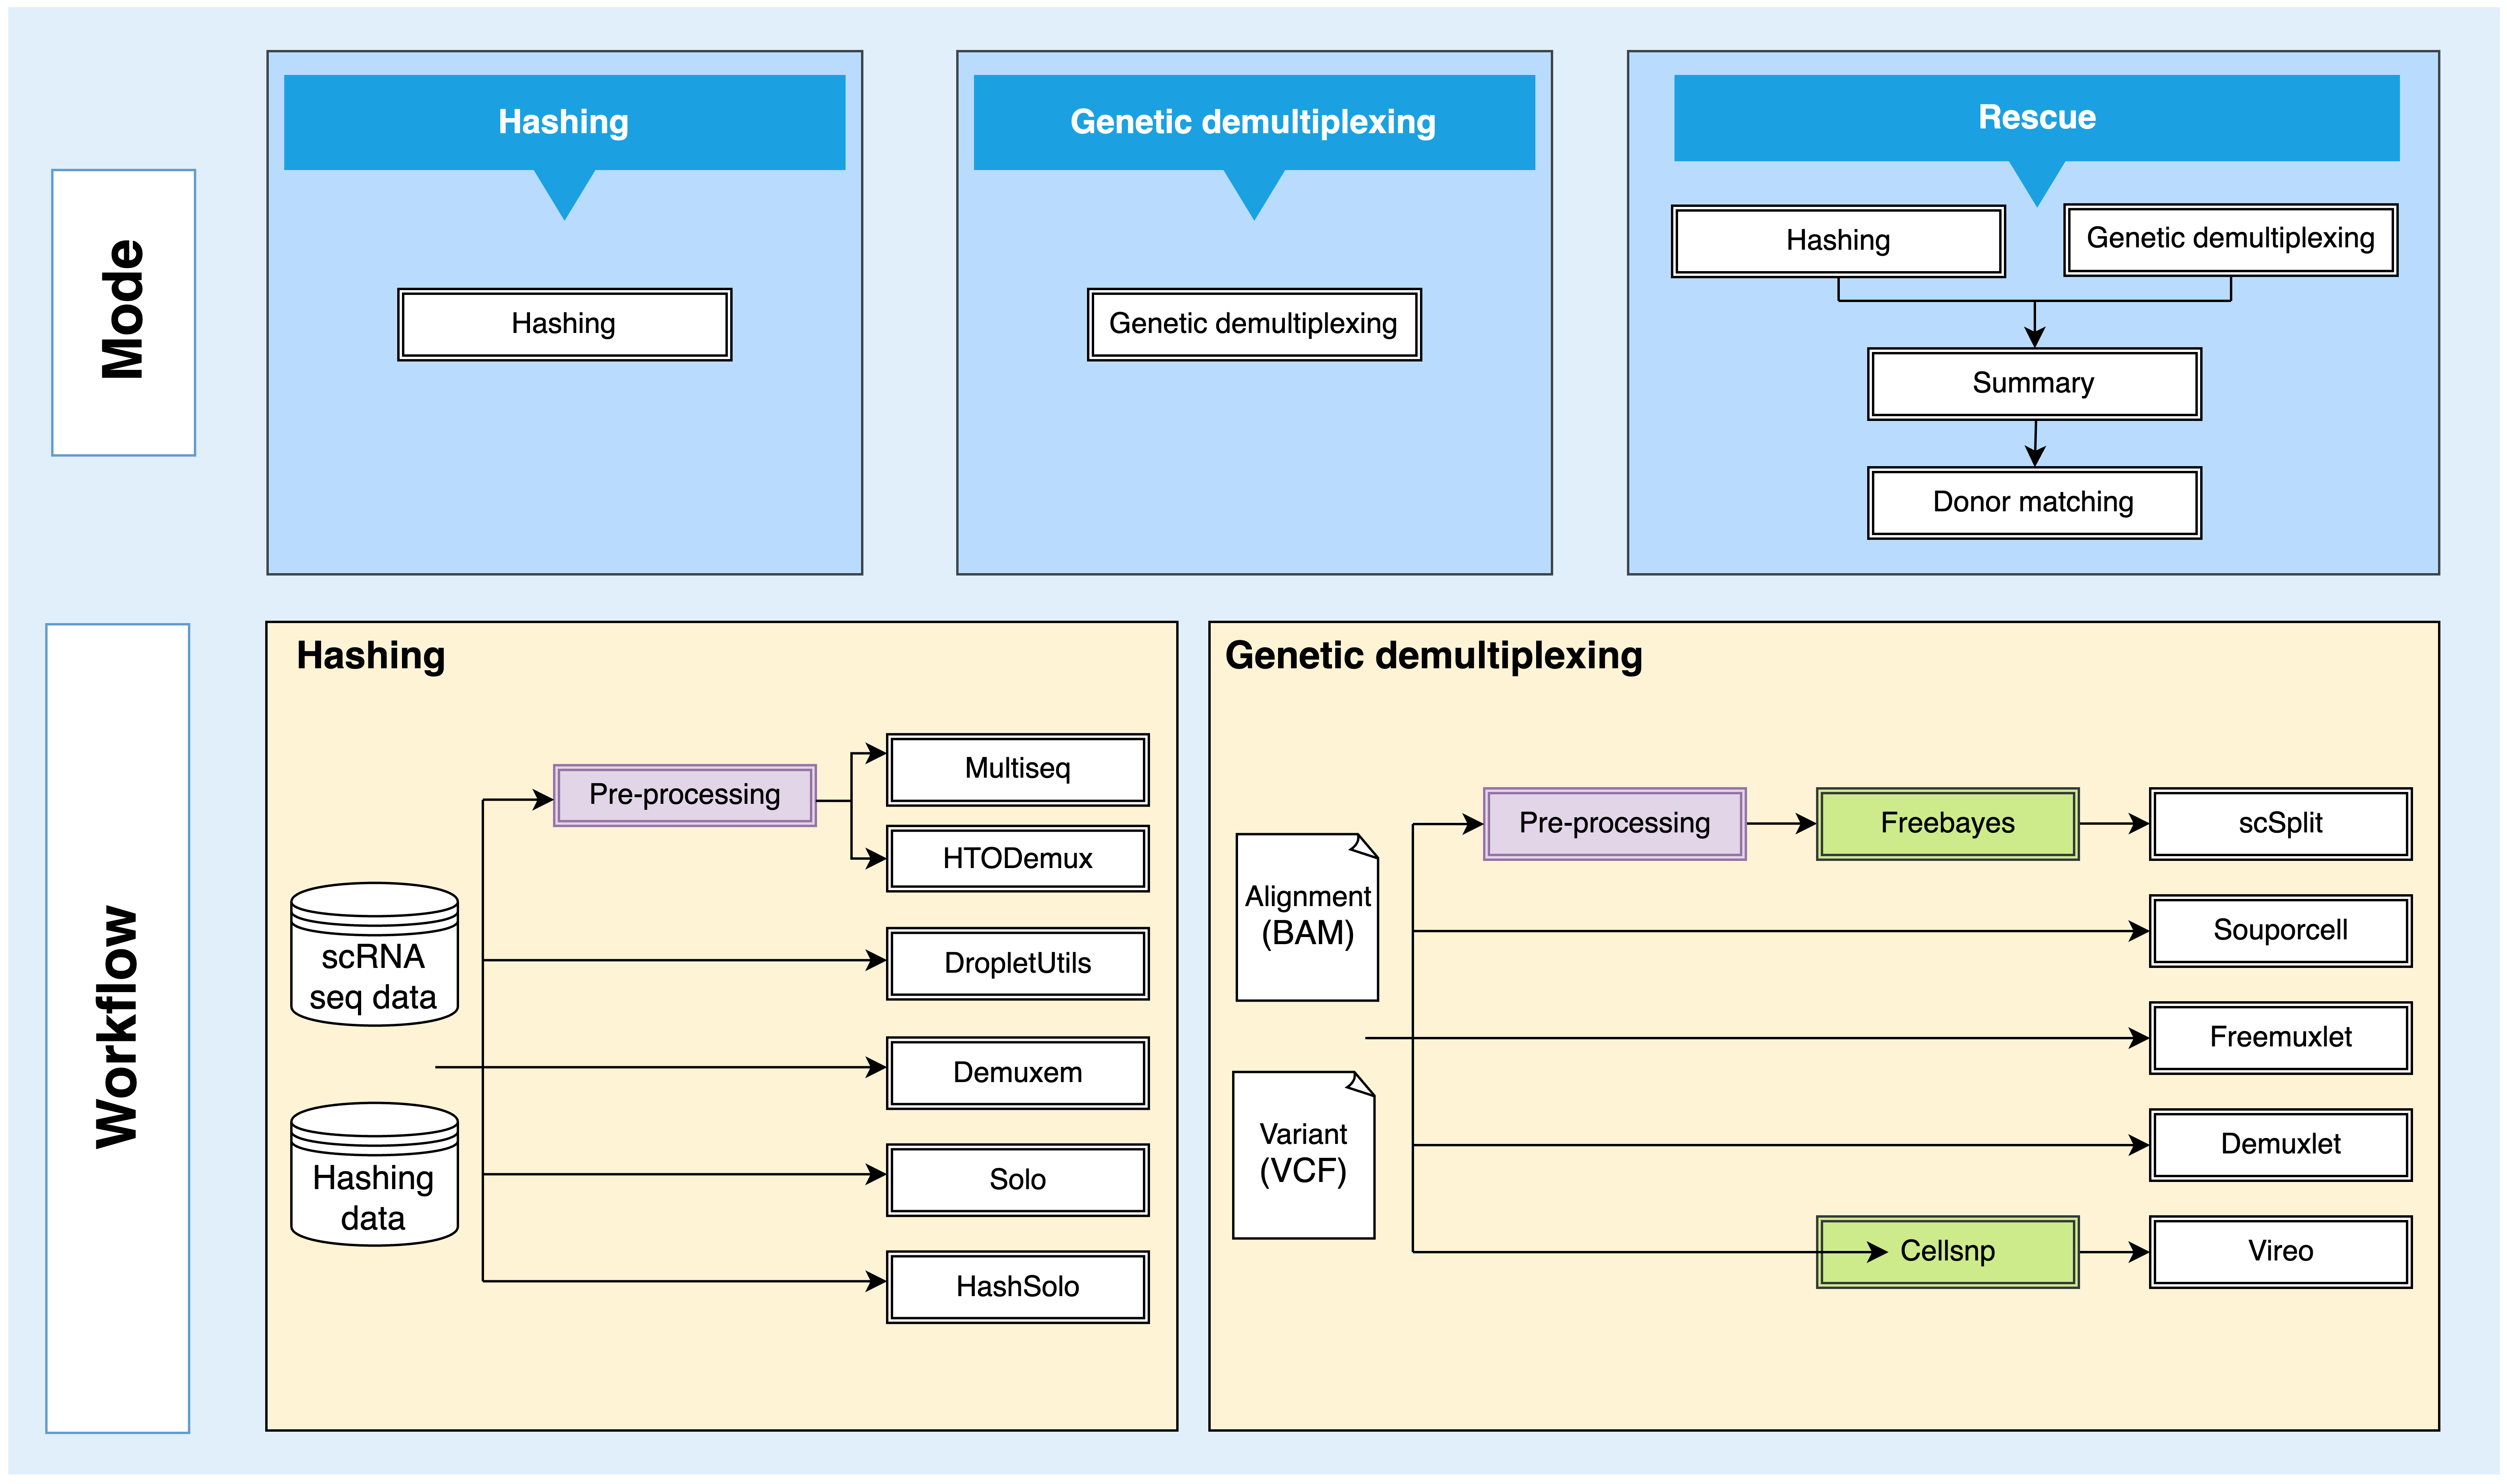 Mode
Hashing
Hashing
Genetic demultiplexing
Genetic demultiplexing
Rescue
Hashing
Genetic demultiplexing
Summary
Donor matching
Workflow
Hashing
scRNA
seq data
Hashing
data
Pre-processing
Multiseq
HTODemux
DropletUtils
Demuxem
Solo
HashSolo
Genetic demultiplexing
Alignment
(BAM)
Variant
(VCF)
Pre-processing
Freebayes
scSplit
Souporcell
Freemuxlet
Demuxlet
Cellsnp
Vireo